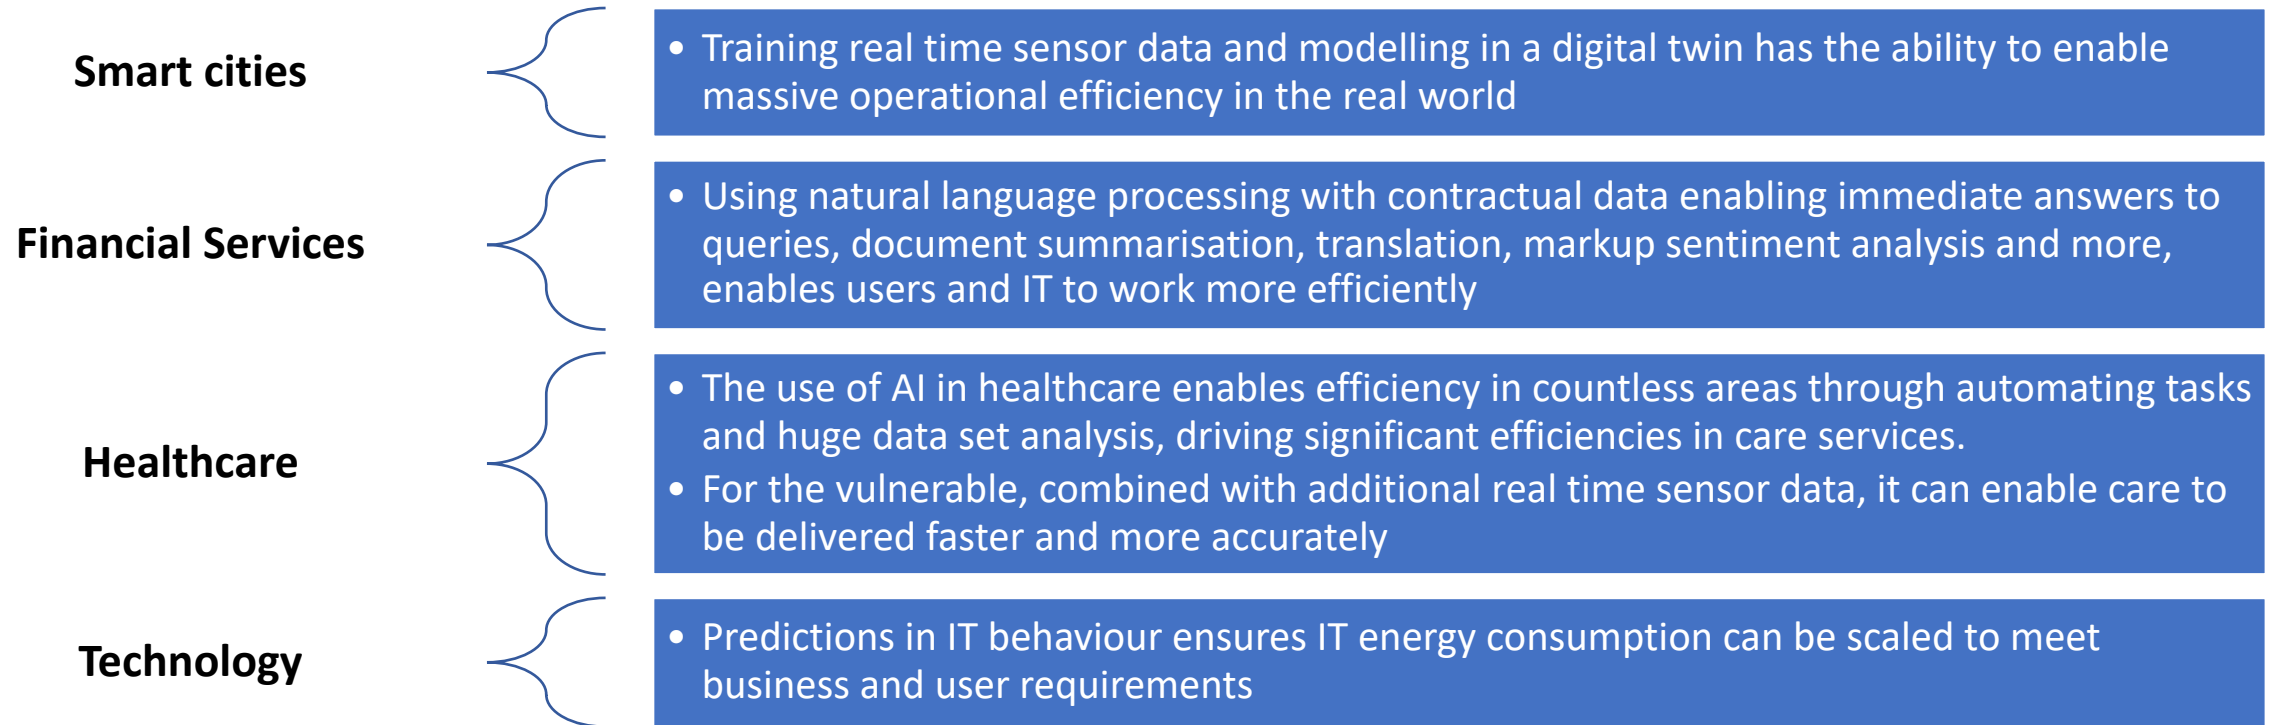 Smart cities
• Training real time sensor data and modelling in a digital twin has the ability to enable
massive operational efficiency in the real world
Financial Services
• Using natural language processing with contractual data enabling immediate answers to
queries, document summarisation, translation, markup sentiment analysis and more,
enables users and IT to work more efficiently
Healthcare
• The use of AI in healthcare enables efficiency in countless areas through automating tasks
and huge data set analysis, driving significant efficiencies in care services.
• For the vulnerable, combined with additional real time sensor data, it can enable care to
be delivered faster and more accurately
Technology
• Predictions in IT behaviour ensures IT energy consumption can be scaled to meet
business and user requirements